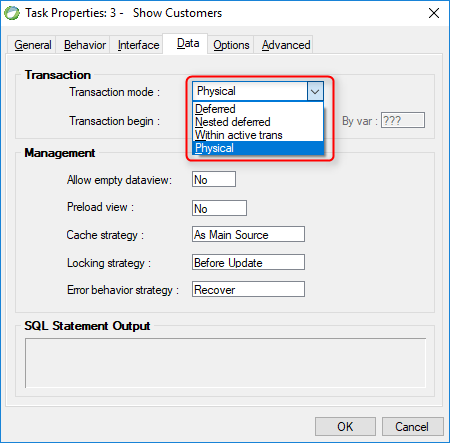 Task Properties: 3 -   Show Customers
General Behavior Interface Data Options Advanced
Transaction
Transaction mode : Physical
Deferred
Nested deferred
Within active trans
Physical
Transaction begin : By var : ???
Management
Allow empty dataview: No
Preload view : No
Cache strategy : As Main Source
Locking strategy : Before Update
Error behavior strategy : Recover
SQL Statement Output
OK Cancel